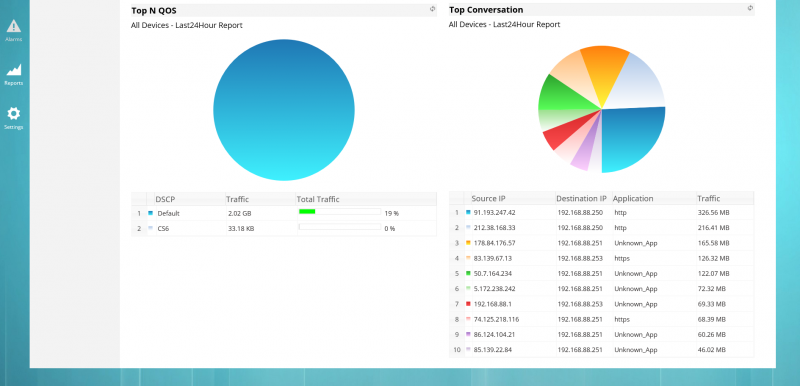 Alarms
Reports
Settings
Top N QOS
All Devices - Last24Hour Report
DSCP Traffic Total Traffic
1 Default 2.02 GB 19 %
2 CS6 33.18 KB 0 %
Top Conversation
All Devices - Last24Hour Report
Source IP Destination IP Application Traffic
1 91.193.247.42 192.168.88.250 http 326.56 MB
2 212.38.168.33 192.168.88.250 http 216.41 MB
3 178.84.176.57 192.168.88.251 Unknown_App 165.58 MB
4 83.139.67.13 192.168.88.253 https 126.32 MB
5 50.7.164.234 192.168.88.251 Unknown_App 122.07 MB
6 5.172.238.242 192.168.88.251 Unknown_App 72.32 MB
7 192.168.88.1 192.168.88.253 Unknown_App 69.33 MB
8 74.125.218.116 192.168.88.251 https 68.39 MB
9 86.124.104.21 192.168.88.251 Unknown_App 60.26 MB
10 85.139.22.84 192.168.88.251 Unknown_App 46.02 MB